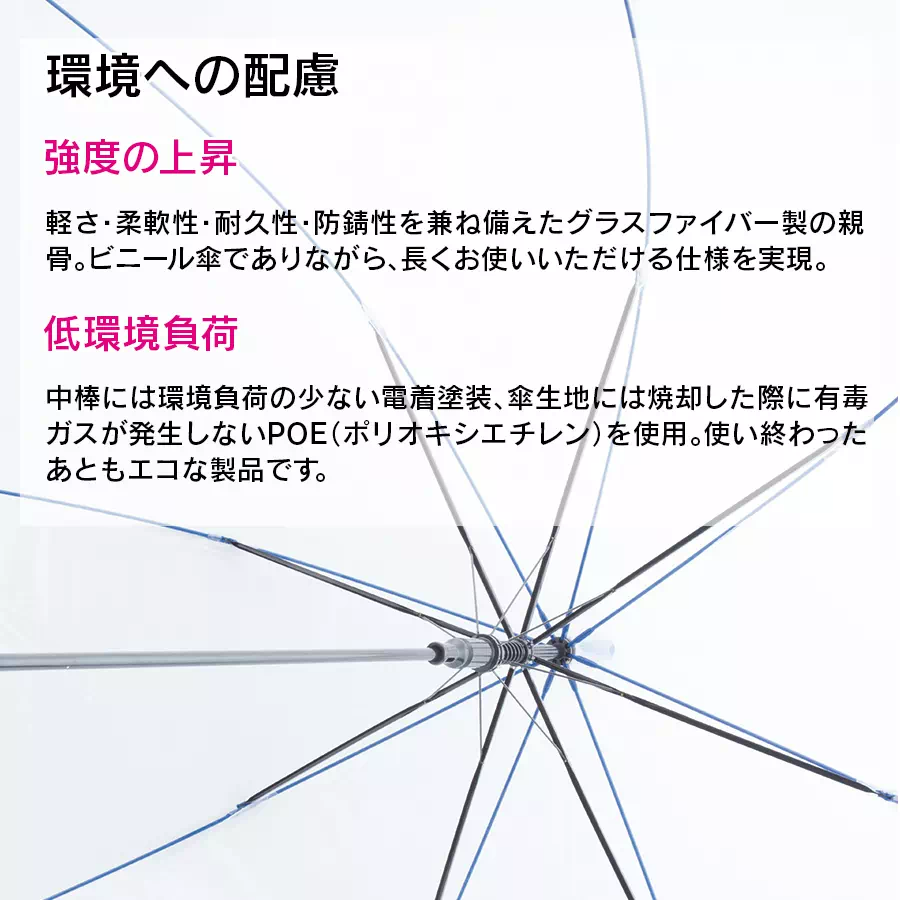 環境への配慮
強度の上昇
軽さ・柔軟性・耐久性・防錆性を兼ね備えたグラスファイバー製の親
骨。ビニール傘でありながら、長くお使いいただける仕様を実現。
低環境負荷
中棒には環境負荷の少ない電着塗装、傘生地には焼却した際に有毒
ガスが発生しないPOE（ポリオキシエチレン）を使用。使い終わった
あともエコな製品です。